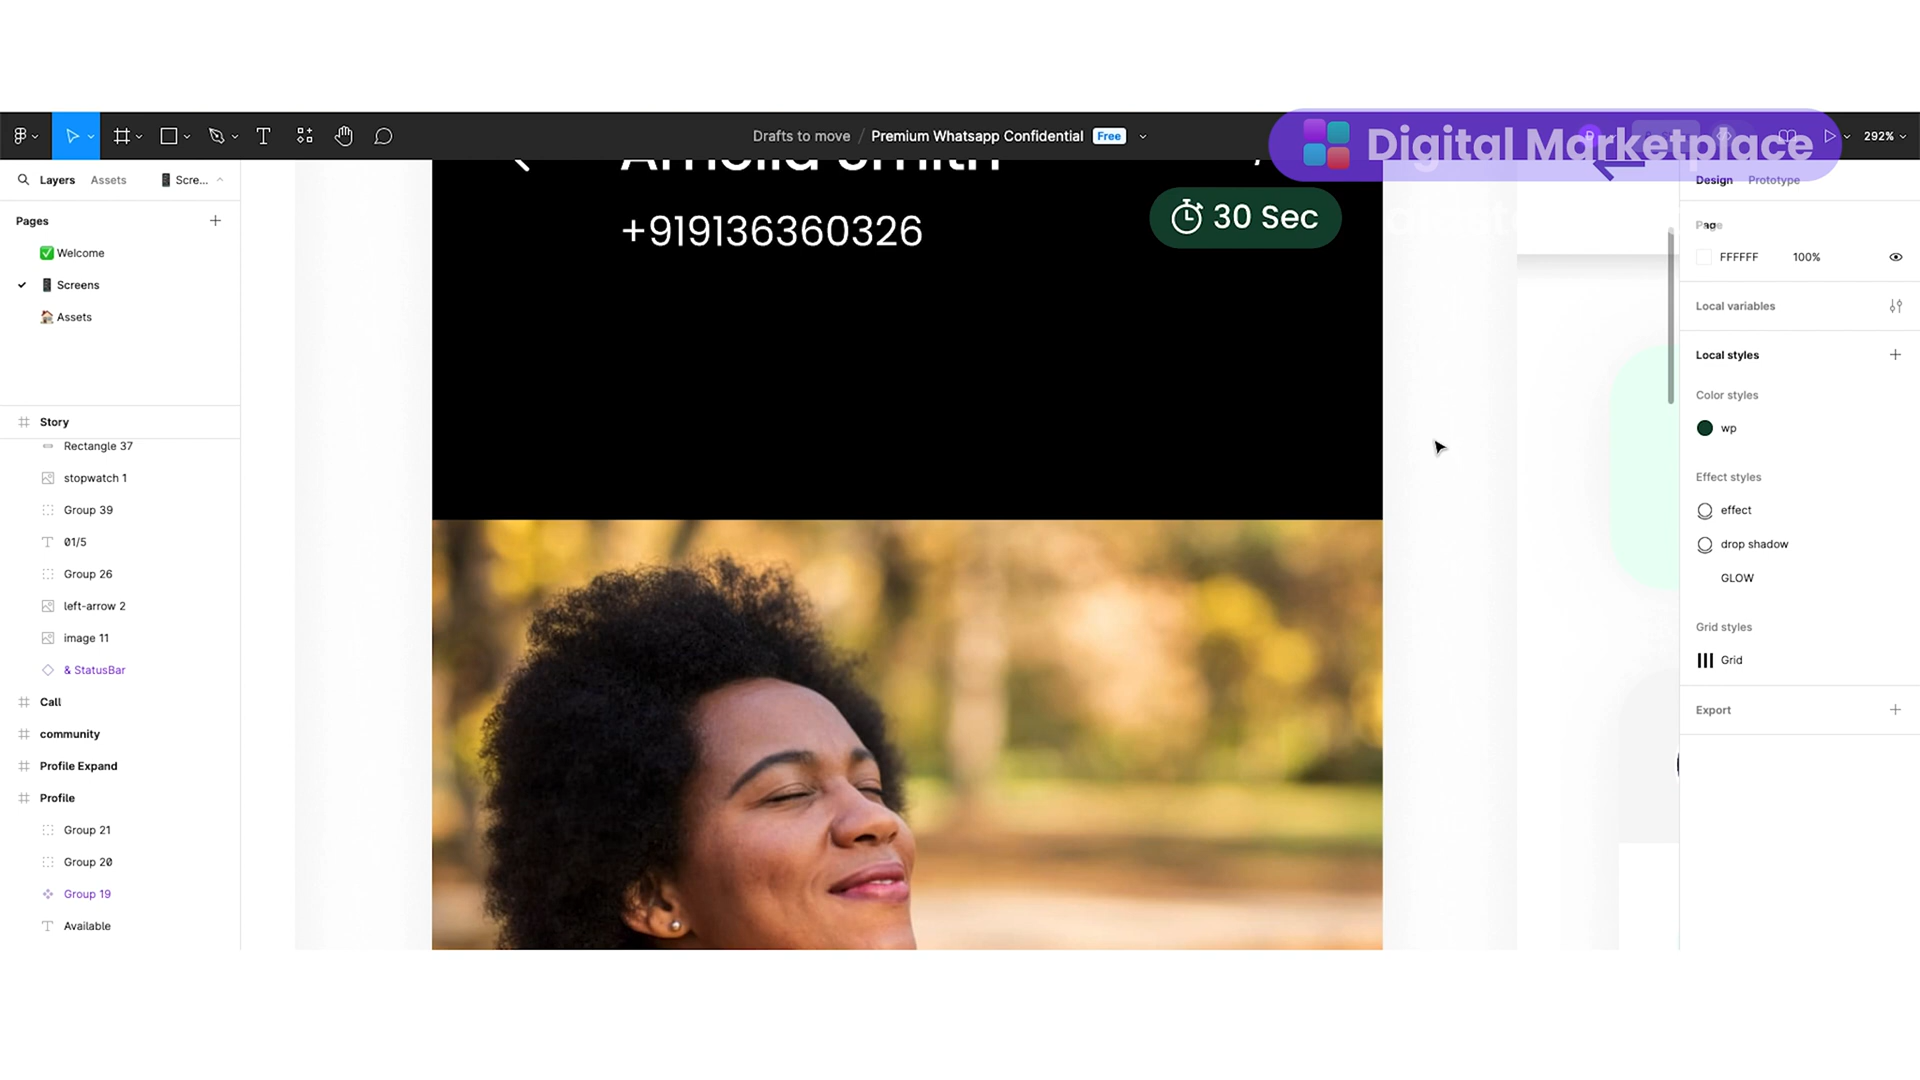 Drafts to move / Premium Whatsapp Confidential Free
292%
Digital Marketplace
Layers Assets Scre...
Pages
Welcome
Screens
Assets
Story
Rectangle 37
stopwatch 1
Group 39
01/5
Group 26
left-arrow 2
image 11
& StatusBar
Call
community
Profile Expand
Profile
Group 21
Group 20
Group 19
Available
+919136360326
30 Sec
Design Prototype
Page
FFFFFF 100%
Local variables
Local styles
Color styles
wp
Effect styles
effect
drop shadow
GLOW
Grid styles
Grid
Export